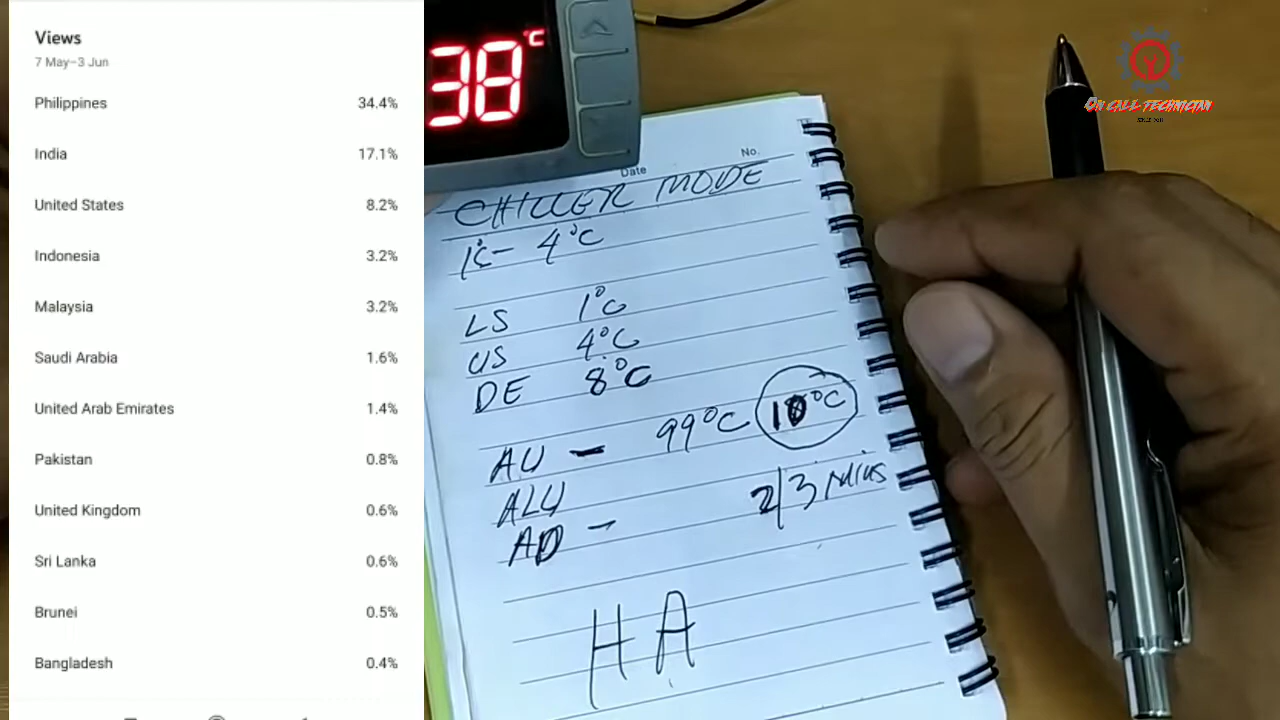 Views
7 May–3 Jun
Philippines 34.4%
India 17.1%
United States 8.2%
Indonesia 3.2%
Malaysia 3.2%
Saudi Arabia 1.6%
United Arab Emirates 1.4%
Pakistan 0.8%
United Kingdom 0.6%
Sri Lanka 0.6%
Brunei 0.5%
Bangladesh 0.4%
38 °C
Date No.
CHILLER MODE
1°C - 4°C
LS 1°C
US 4°C
DE 8°C
AU - 99°C 10°C
ALU
AD - 2/3 MINS
HA
Y
ON CALL TECHNICIAN